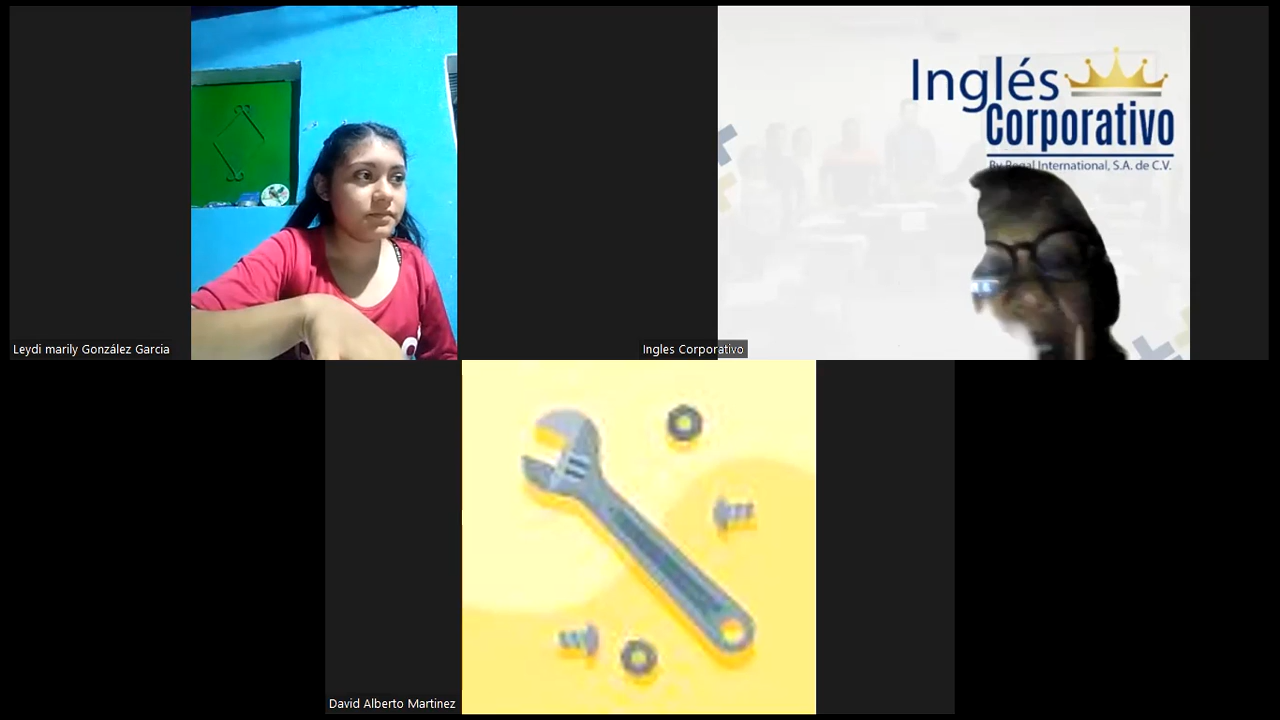 Inglés
Corporativo
By Regal International, S.A. de C.V.
Leydi marily González Garcia
Ingles Corporativo
David Alberto Martinez